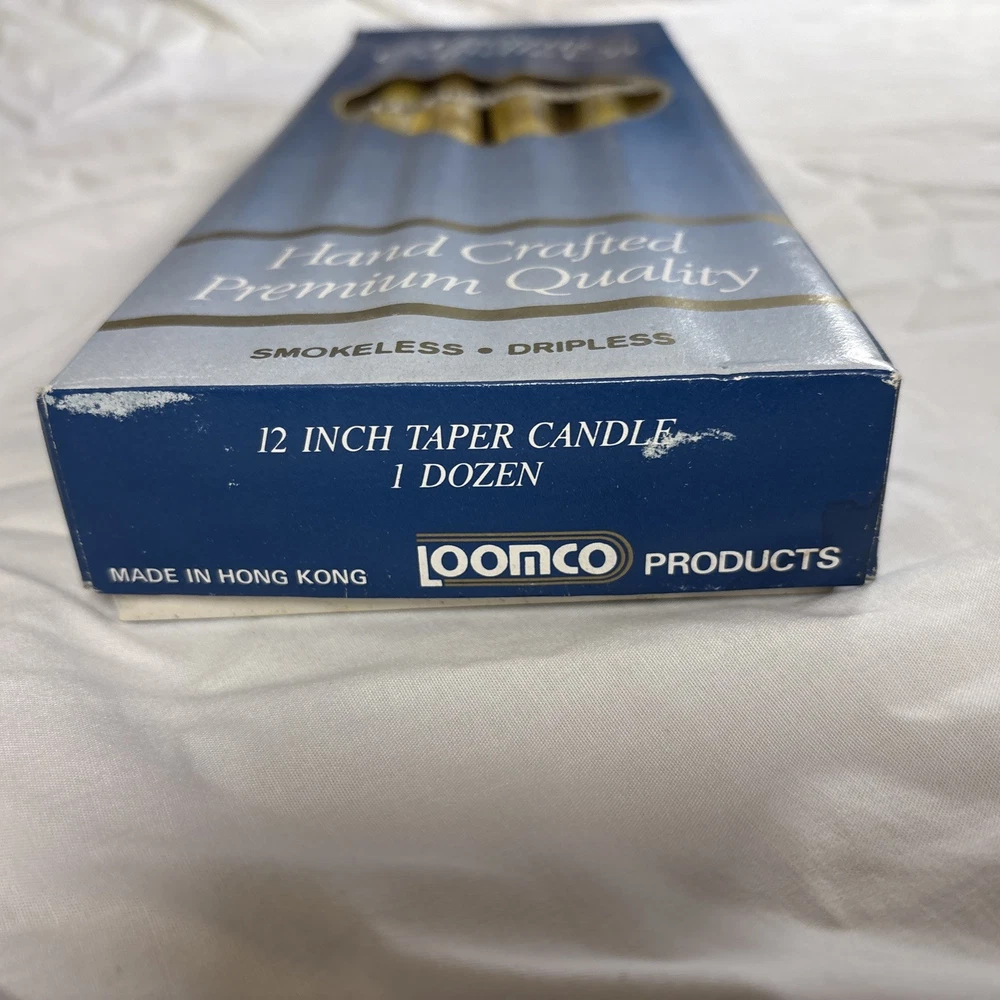 Hand Crafted
Premium Quality
SMOKELESS • DRIPLESS
12 INCH TAPER CANDLE
1 DOZEN
MADE IN HONG KONG
LOOMCO PRODUCTS